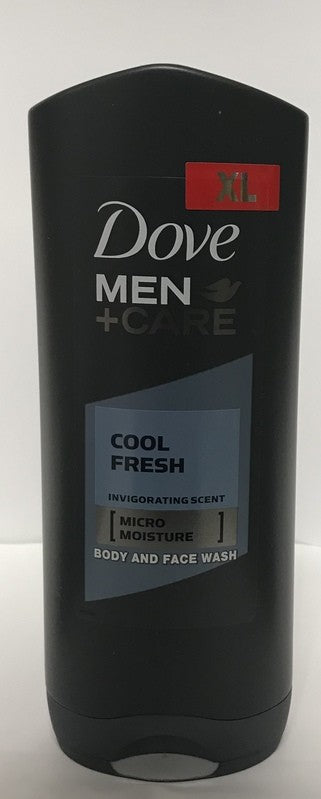 XL
Dove
MEN
+CARE
COOL
FRESH
INVIGORATING SCENT
[MICRO
MOISTURE]
BODY AND FACE WASH